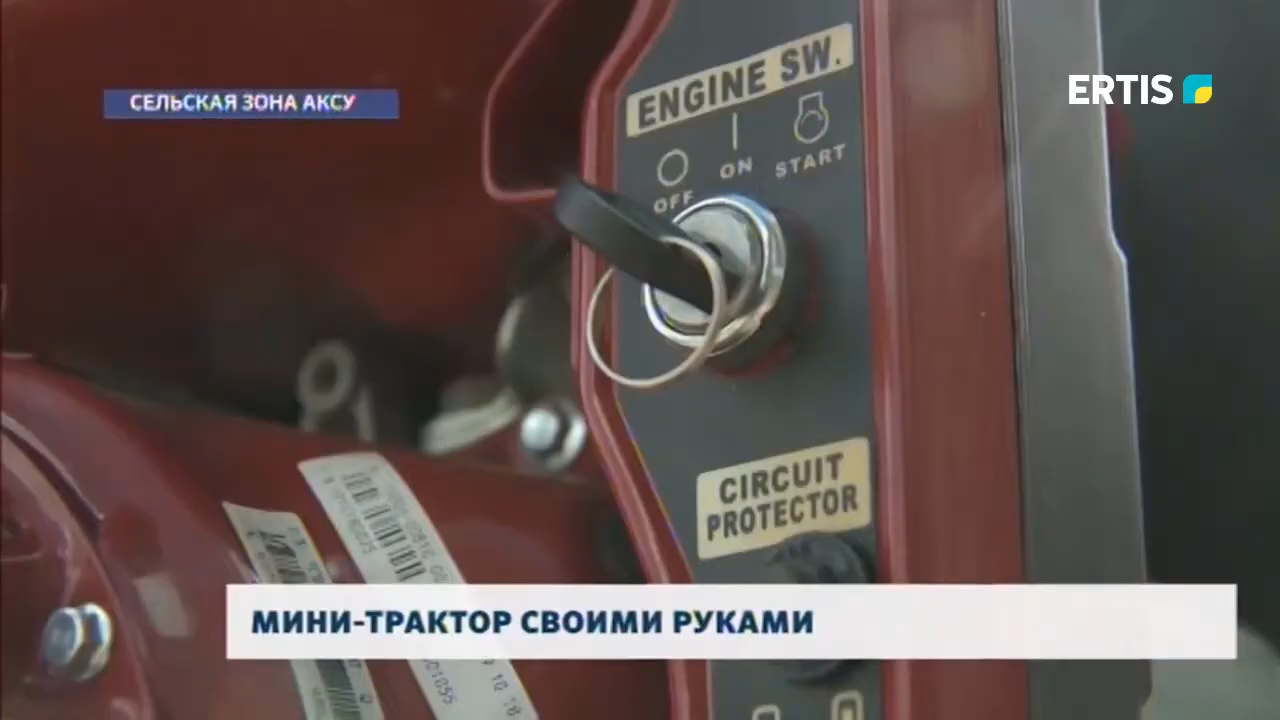 ENGINE SW.
СЕЛЬСКАЯ ЗОНА АКСУ
ERTIS
OFF
ON
START
CIRCUIT
PROTECTOR
МИНИ-ТРАКТОР СВОИМИ РУКАМИ